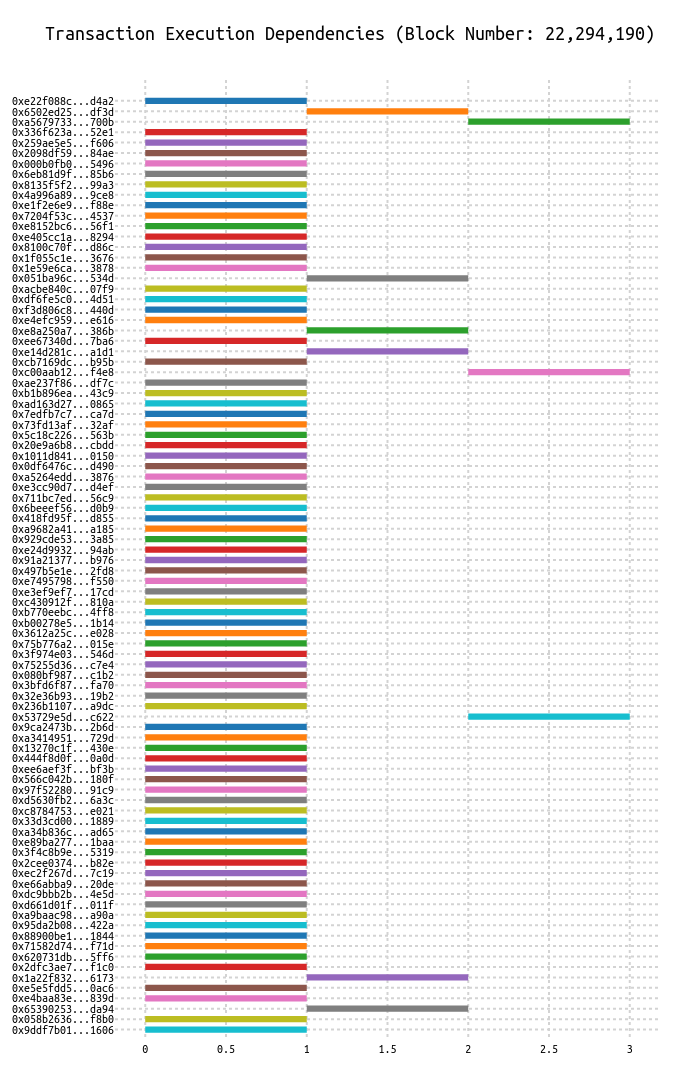 Transaction Execution Dependencies (Block Number: 22,294,190)
0xe22f088c...d4a2
0x6502ed25...df3d
0xa5679733...700b
0x336f623a...52e1
0x259ae5e5...f606
0x2098df59...84ae
0x000b0fb0...5496
0x6eb81d9f...85b6
0x8135f5f2...99a3
0x4a996a89...9ce8
0xe1f2e6e9...f88e
0x7204f53c...4537
0xe8152bc6...56f1
0xe405cc1a...8294
0x8100c70f...d86c
0x1f055c1e...3676
0x1e59e6ca...3878
0x051ba96c...534d
0xacbe840c...07f9
0xdf6fe5c0...4d51
0xf3d806c8...440d
0xe4efc959...e616
0xe8a250a7...386b
0xee67340d...7ba6
0xe14d281c...a1d1
0xcb7169dc...b95b
0xc00aab12...f4e8
0xae237f86...df7c
0xb1b896ea...43c9
0xad163d27...0865
0x7edfb7c7...ca7d
0x73fd13af...32af
0x5c18c226...563b
0x20e9a6b8...cbdd
0x1011d841...0150
0x0df6476c...d490
0xa5264edd...3876
0xe3cc90d7...d4ef
0x711bc7ed...56c9
0x6beeef56...d0b9
0x418fd95f...d855
0xa9682a41...a185
0x929cde53...3a85
0xe24d9932...94ab
0x91a21377...b976
0x497b5e1e...2fd8
0xe7495798...f550
0xe3ef9ef7...17cd
0xc430912f...810a
0xb770eebc...4ff8
0xb00278e5...1b14
0x3612a25c...e028
0x75b776a2...015e
0x3f974e03...546d
0x75255d36...c7e4
0x080bf987...c1b2
0x3bfd6f87...fa70
0x32e36b93...19b2
0x236b1107...a9dc
0x53729e5d...c622
0x9ca2473b...2b6d
0xa3414951...729d
0x13270c1f...430e
0x444f8d0f...0a0d
0xee6aef3f...bf3b
0x566c042b...180f
0x97f52280...91c9
0xd5630fb2...6a3c
0xc8784753...e021
0x33d3cd00...1889
0xa34b836c...ad65
0xe89ba277...1baa
0x3f4c8b9e...5319
0x2cee0374...b82e
0xec2f267d...7c19
0xe66abba9...20de
0xdc9bbb2b...4e5d
0xd661d01f...011f
0xa9baac98...a90a
0x95da2b08...422a
0x88900be1...1844
0x71582d74...f71d
0x620731db...5ff6
0x2dfc3ae7...f1c0
0x1a22f832...6173
0xe5e5fdd5...0ac6
0xe4baa83e...839d
0x65390253...da94
0x058b2636...f8b0
0x9ddf7b01...1606
0 0.5 1 1.5 2 2.5 3